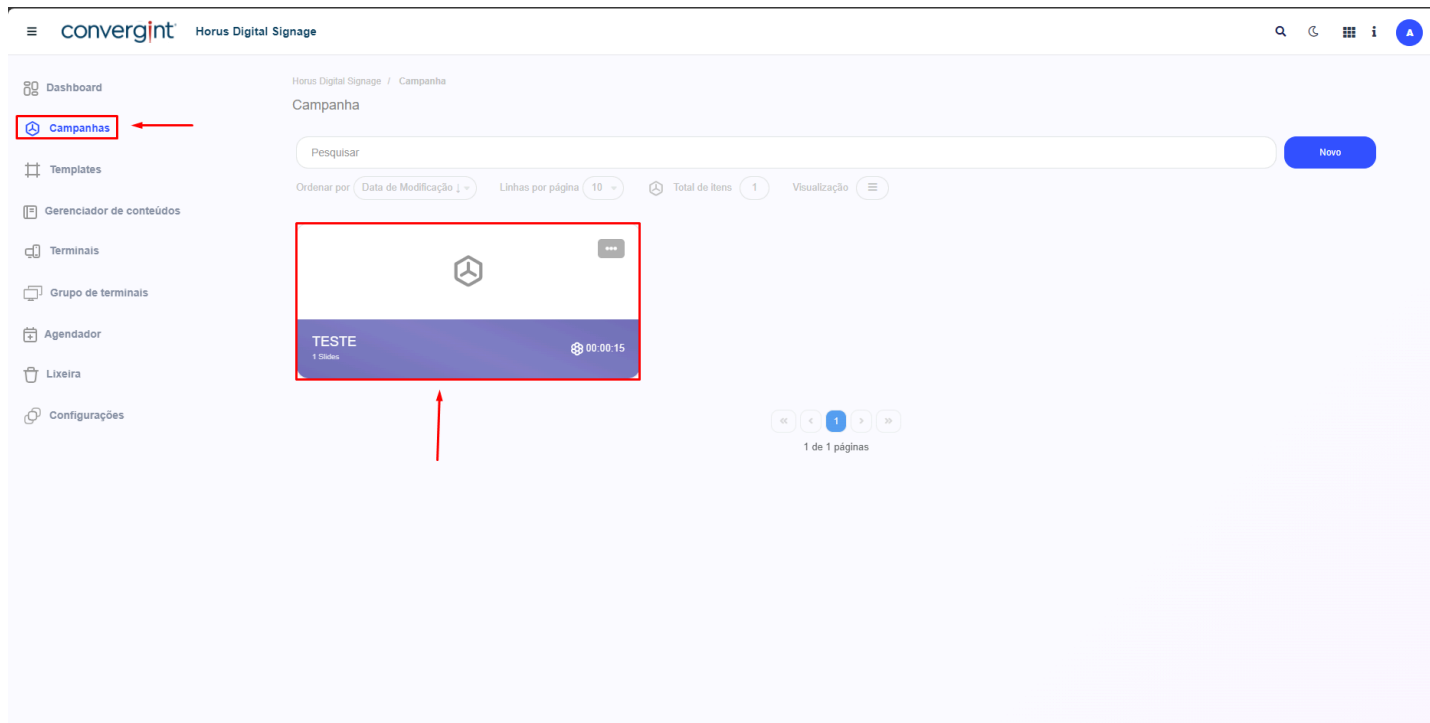 convergint Horus Digital Signage
A
Dashboard
Campanhas
Templates
Gerenciador de conteúdos
Terminais
Grupo de terminais
Agendador
Lixeira
Configurações
Horus Digital Signage / Campanha
Campanha
Pesquisar
Novo
Ordenar por Data de Modificação ↓ Linhas por página 10 Total de itens 1 Visualização
TESTE
1 Slides
00:00:15
« < 1 > »
1 de 1 páginas